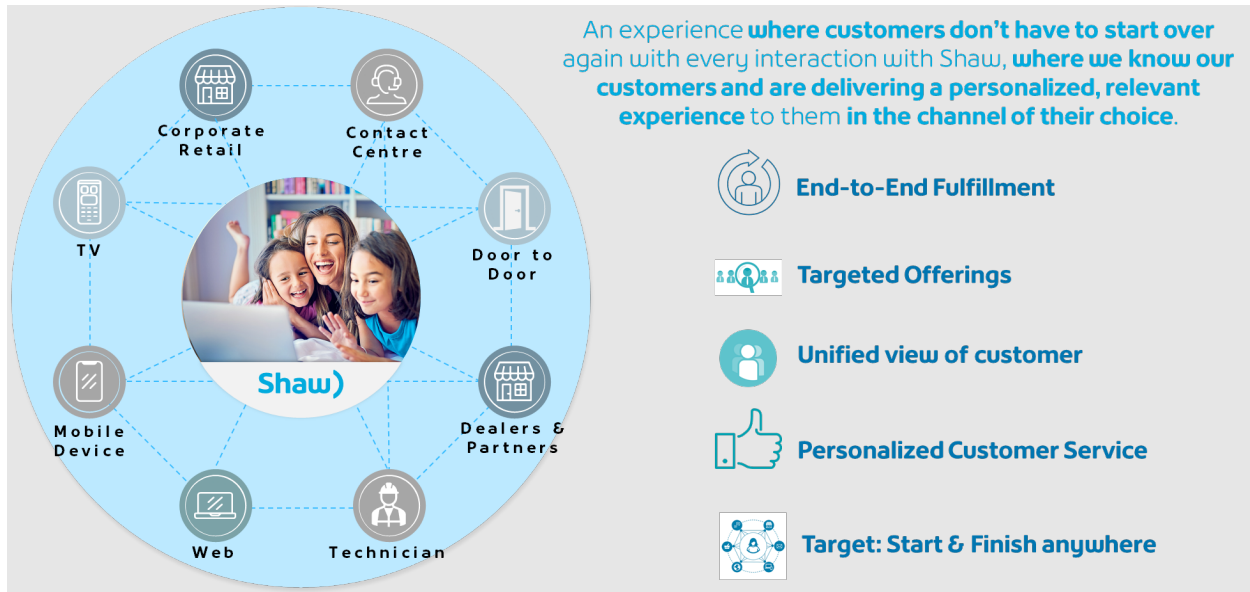 An experience where customers don’t have to start over
again with every interaction with Shaw, where we know our
customers and are delivering a personalized, relevant
experience to them in the channel of their choice.
Corporate
Retail
Contact
Centre
TV
Door to
Door
Shaw)
Mobile
Device
Dealers &
Partners
Web
Technician
End-to-End Fulfillment
Targeted Offerings
Unified view of customer
Personalized Customer Service
Target: Start & Finish anywhere